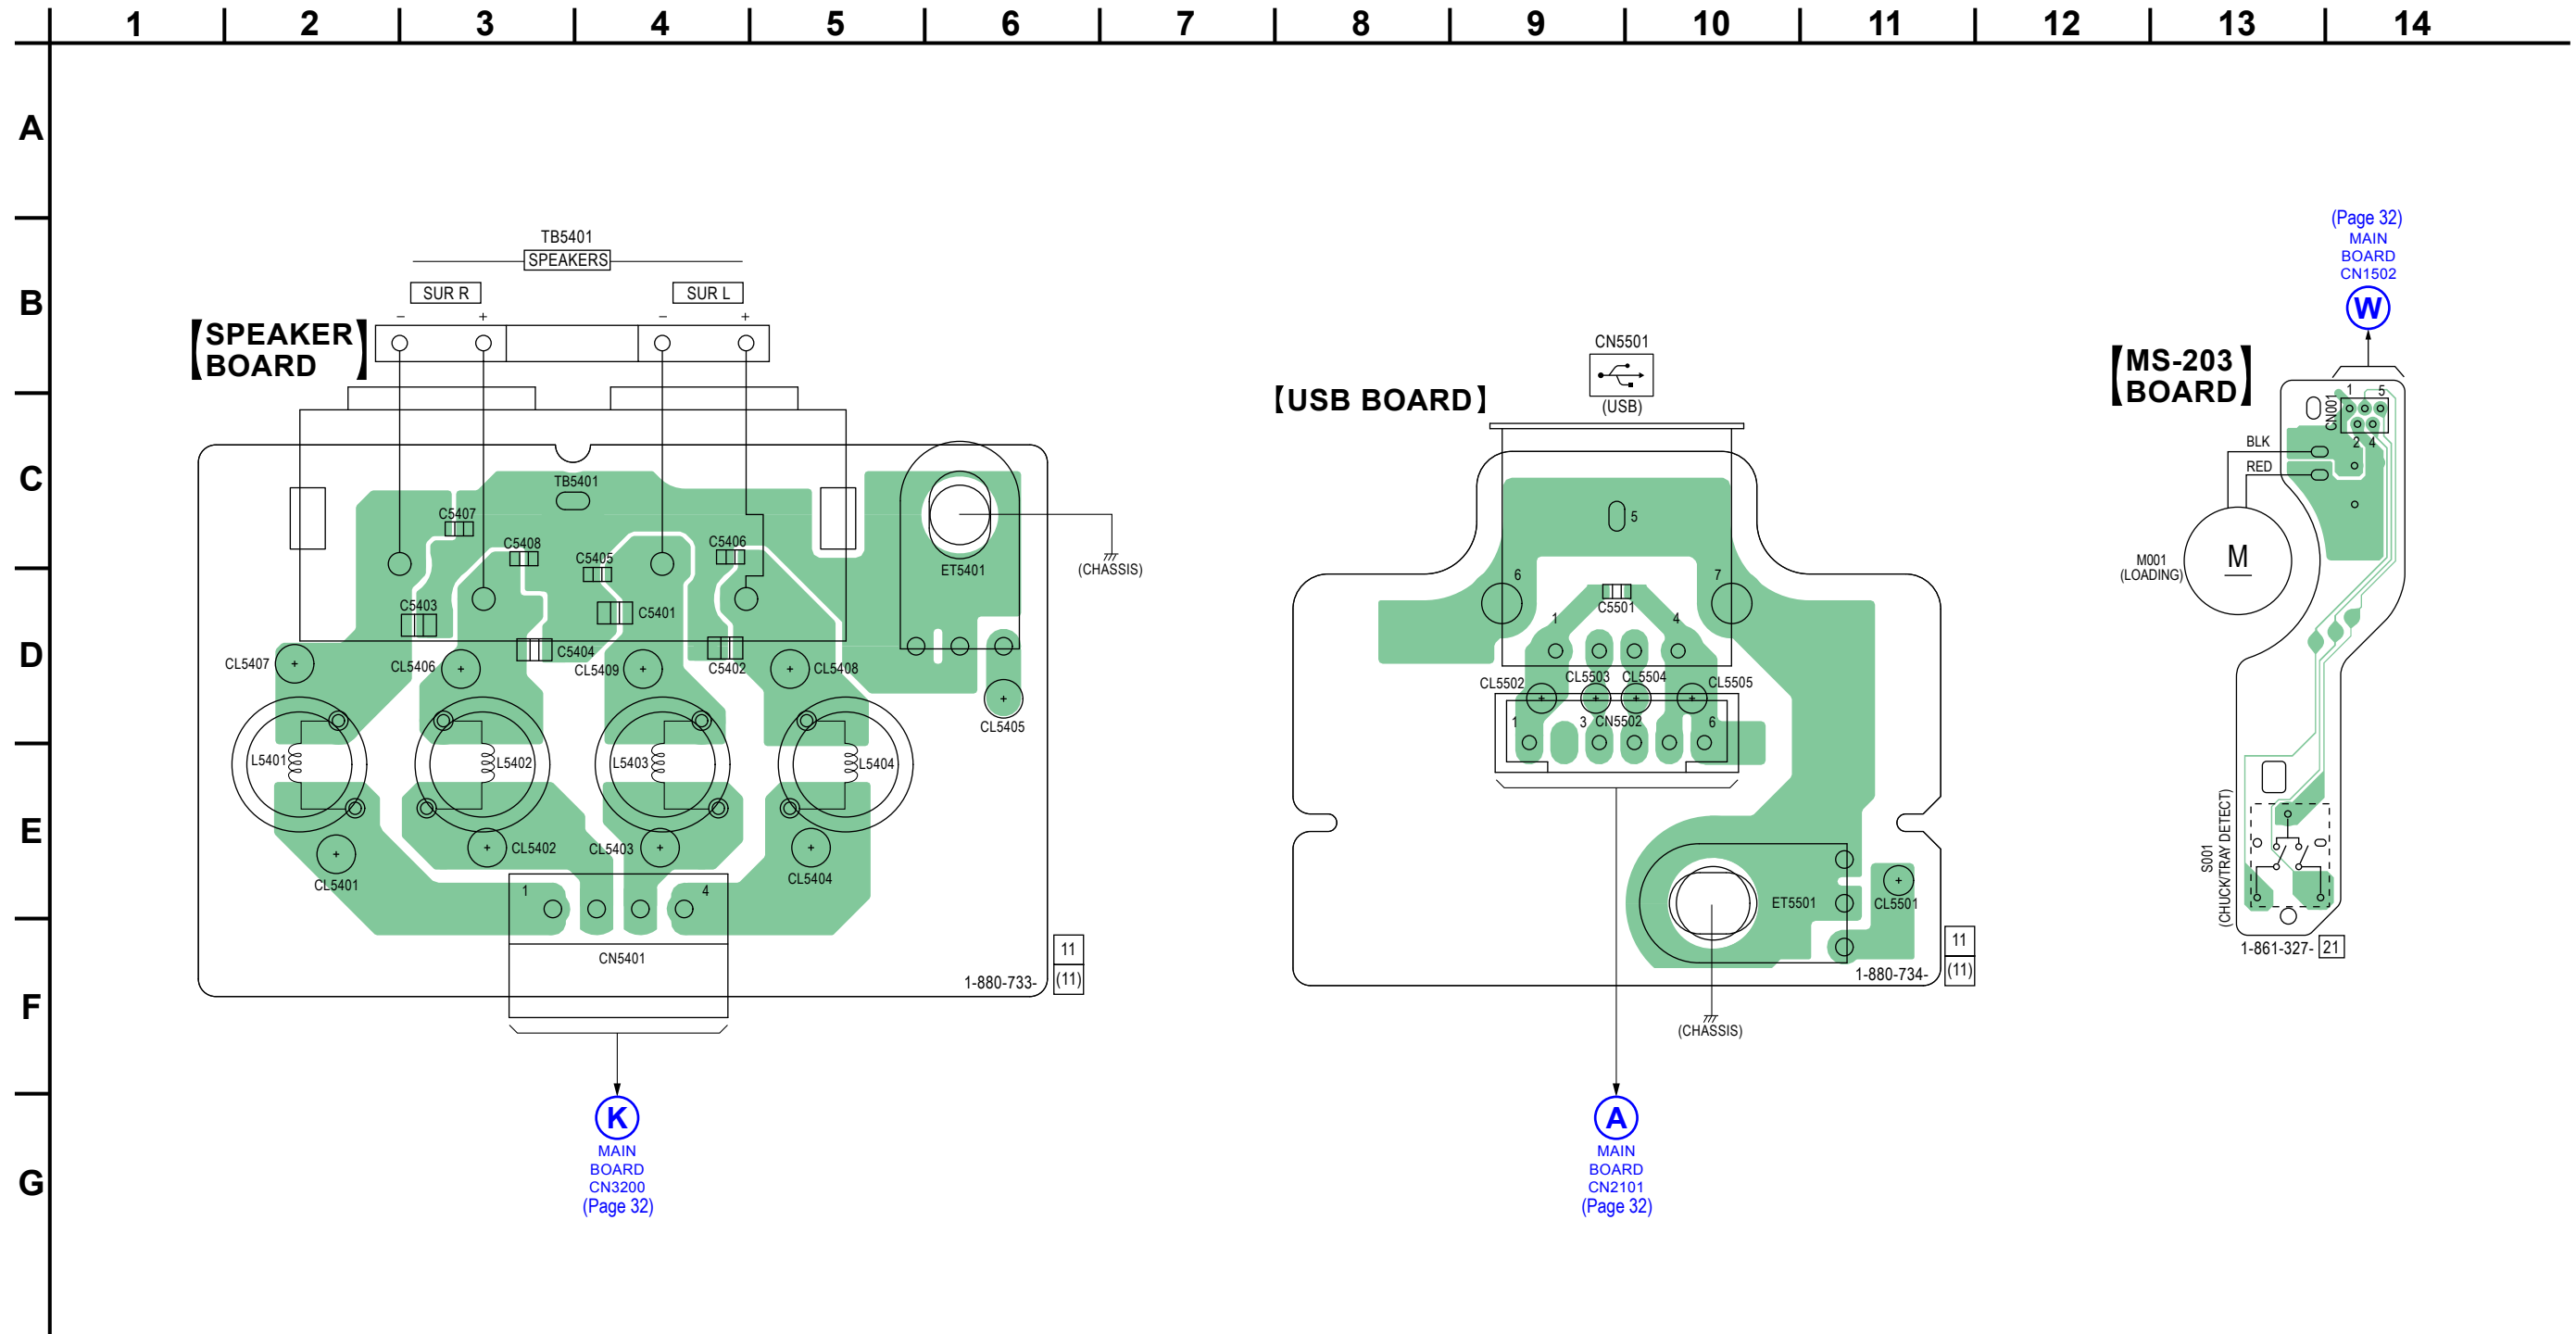 1 2 3 4 5 6 7 8 9 10 11 12 13 14
A
B
C
D
E
F
G
TB5401
SPEAKERS
SUR R
SUR L
− + − +
【SPEAKER
BOARD】
TB5401
C5407
C5408
C5405
C5406
C5403
C5401
C5404
C5402
ET5401
(CHASSIS)
CL5407
CL5406
CL5409
CL5408
CL5405
L5401
L5402
L5403
L5404
CL5401
CL5402
CL5403
CL5404
1
4
CN5401
1-880-733-
11
(11)
K
MAIN
BOARD
CN3200
(Page 32)
CN5501
(USB)
【USB BOARD】
5
6
7
C5501
1
4
CL5502
CL5503
CL5504
CL5505
1
3
CN5502
6
ET5501
CL5501
1-880-734-
11
(11)
(CHASSIS)
A
MAIN
BOARD
CN2101
(Page 32)
(Page 32)
MAIN
BOARD
CN1502
W
【MS-203
BOARD】
1
5
CN001
2 4
BLK
RED
M
M001
(LOADING)
S001
(CHUCK/TRAY DETECT)
1-861-327-
21